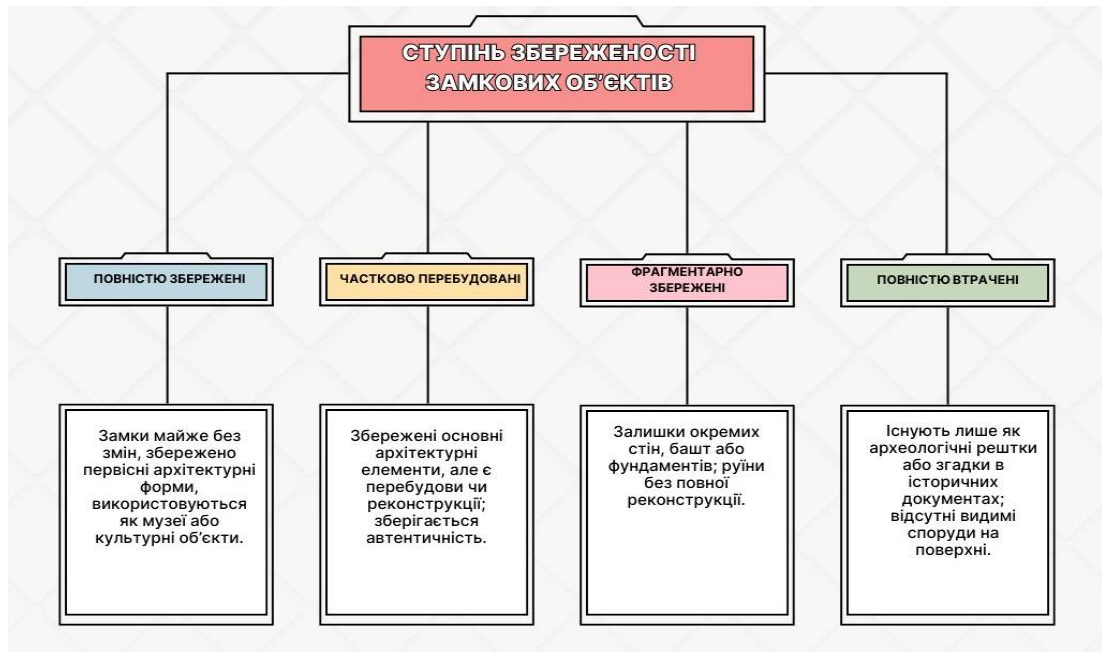 СТУПІНЬ ЗБЕРЕЖЕНОСТІ
ЗАМКОВИХ ОБ’ЄКТІВ
ПОВНІСТЮ ЗБЕРЕЖЕНІ
Замки майже без
змін, збережено
первісні архітектурні
форми,
використовуються
як музеї або
культурні об’єкти.
ЧАСТКОВО ПЕРЕБУДОВАНІ
Збережені основні
архітектурні
елементи, але є
перебудови чи
реконструкції;
зберігається
автентичність.
ФРАГМЕНТАРНО
ЗБЕРЕЖЕНІ
Залишки окремих
стін, башт або
фундаментів; руїни
без повної
реконструкції.
ПОВНІСТЮ ВТРАЧЕНІ
Існують лише як
археологічні рештки
або згадки в
історичних
документах;
відсутні видимі
споруди на
поверхні.